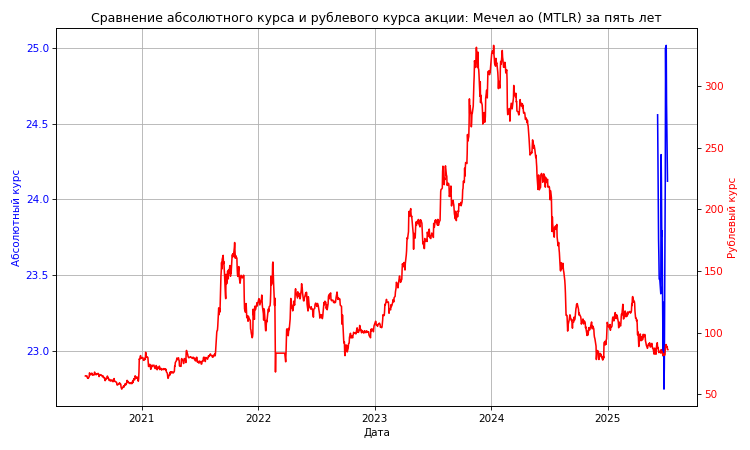 Сравнение абсолютного курса и рублевого курса акции: Мечел ао (MTLR) за пять лет
25.0
24.5
24.0
23.5
23.0
Абсолютный курс
300
250
200
150
100
50
Рублевый курс
2021 2022 2023 2024 2025
Дата